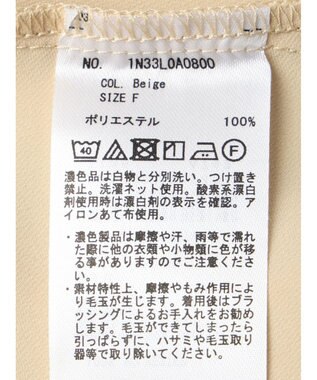 NO. 1N33L0A0800
COL. Beige
SIZE F
ポリエステル 100%
40 F
濃色品は白物と分別洗い。つけ置き
禁止。洗濯ネット使用。酸素系漂白
剤使用時は漂白剤の表示を確認。ア
イロンあて布使用。
・濃色製品は摩擦や汗、雨等で濡れ
た際に他の衣類や小物類に色が移
る事がありますのでご注意くださ
い。
・素材特性上、摩擦やもみ作用によ
り毛玉が生じます。着用後はブラ
ッシングによるお手入れをお勧め
します。毛玉ができてしまったら
引っぱらずに、ハサミや毛玉取り
器等で取り除いてください。